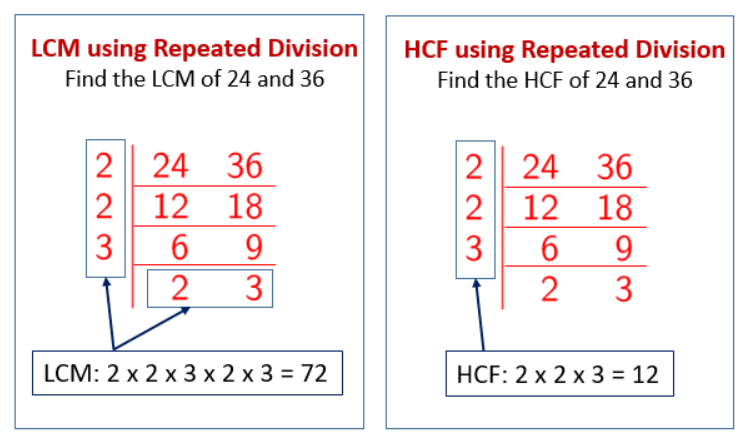 LCM using Repeated Division
Find the LCM of 24 and 36
2 24 36
2 12 18
3 6 9
2 3
LCM: 2 x 2 x 3 x 2 x 3 = 72
HCF using Repeated Division
Find the HCF of 24 and 36
2 24 36
2 12 18
3 6 9
2 3
HCF: 2 x 2 x 3 = 12